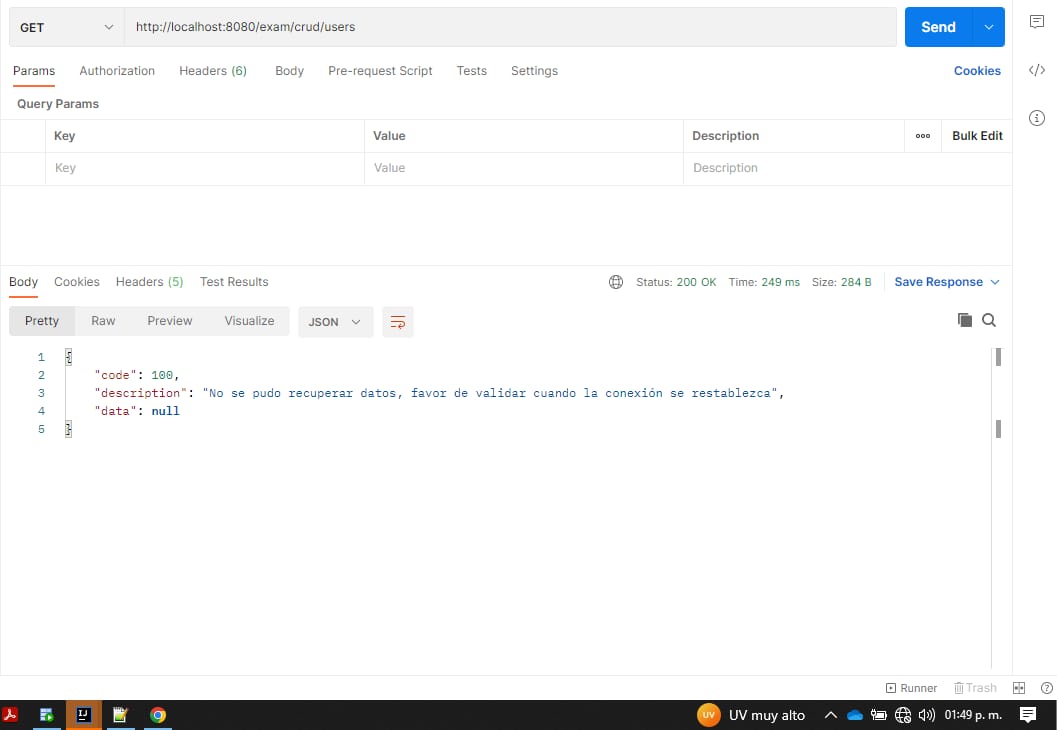 GET http://localhost:8080/exam/crud/users Send
Params Authorization Headers (6) Body Pre-request Script Tests Settings Cookies
Query Params
Key Value Description ooo Bulk Edit
Key Value Description
Body Cookies Headers (5) Test Results Status: 200 OK Time: 249 ms Size: 284 B Save Response
Pretty Raw Preview Visualize JSON
1 {
2 "code": 100,
3 "description": "No se pudo recuperar datos, favor de validar cuando la conexión se restablezca",
4 "data": null
5 }
Runner Trash
IJ UV UV muy alto 01:49 p. m.